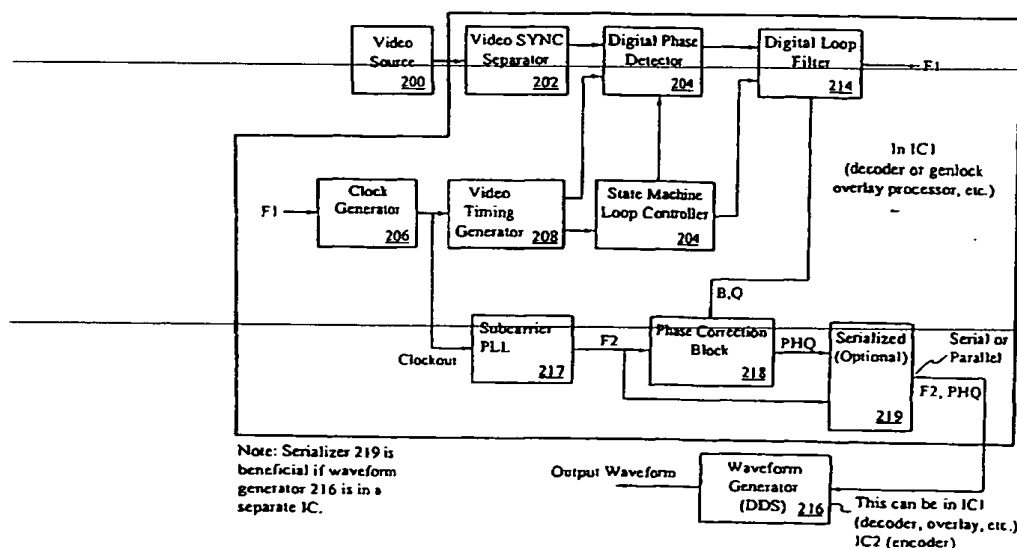 Video
Source
200
Video SYNC
Separator
202
Digital Phase
Detector
204
Digital Loop
Filter
214
F1
In IC1
(decoder or genlock
overlay processor, etc.)
F1
Clock
Generator
206
Video
Timing
Generator
208
State Machine
Loop Controller
204
B,Q
Clockout
Subcarrier
PLL
217
F2
Phase Correction
Block
218
PHQ
Serialized
(Optional)
219
Serial or
Parallel
F2, PHQ
Note: Serializer 219 is
beneficial if waveform
generator 216 is in a
separate IC.
Output Waveform
Waveform
Generator
(DDS)
216
This can be in IC1
(decoder, overlay, etc.)
IC2 (encoder)